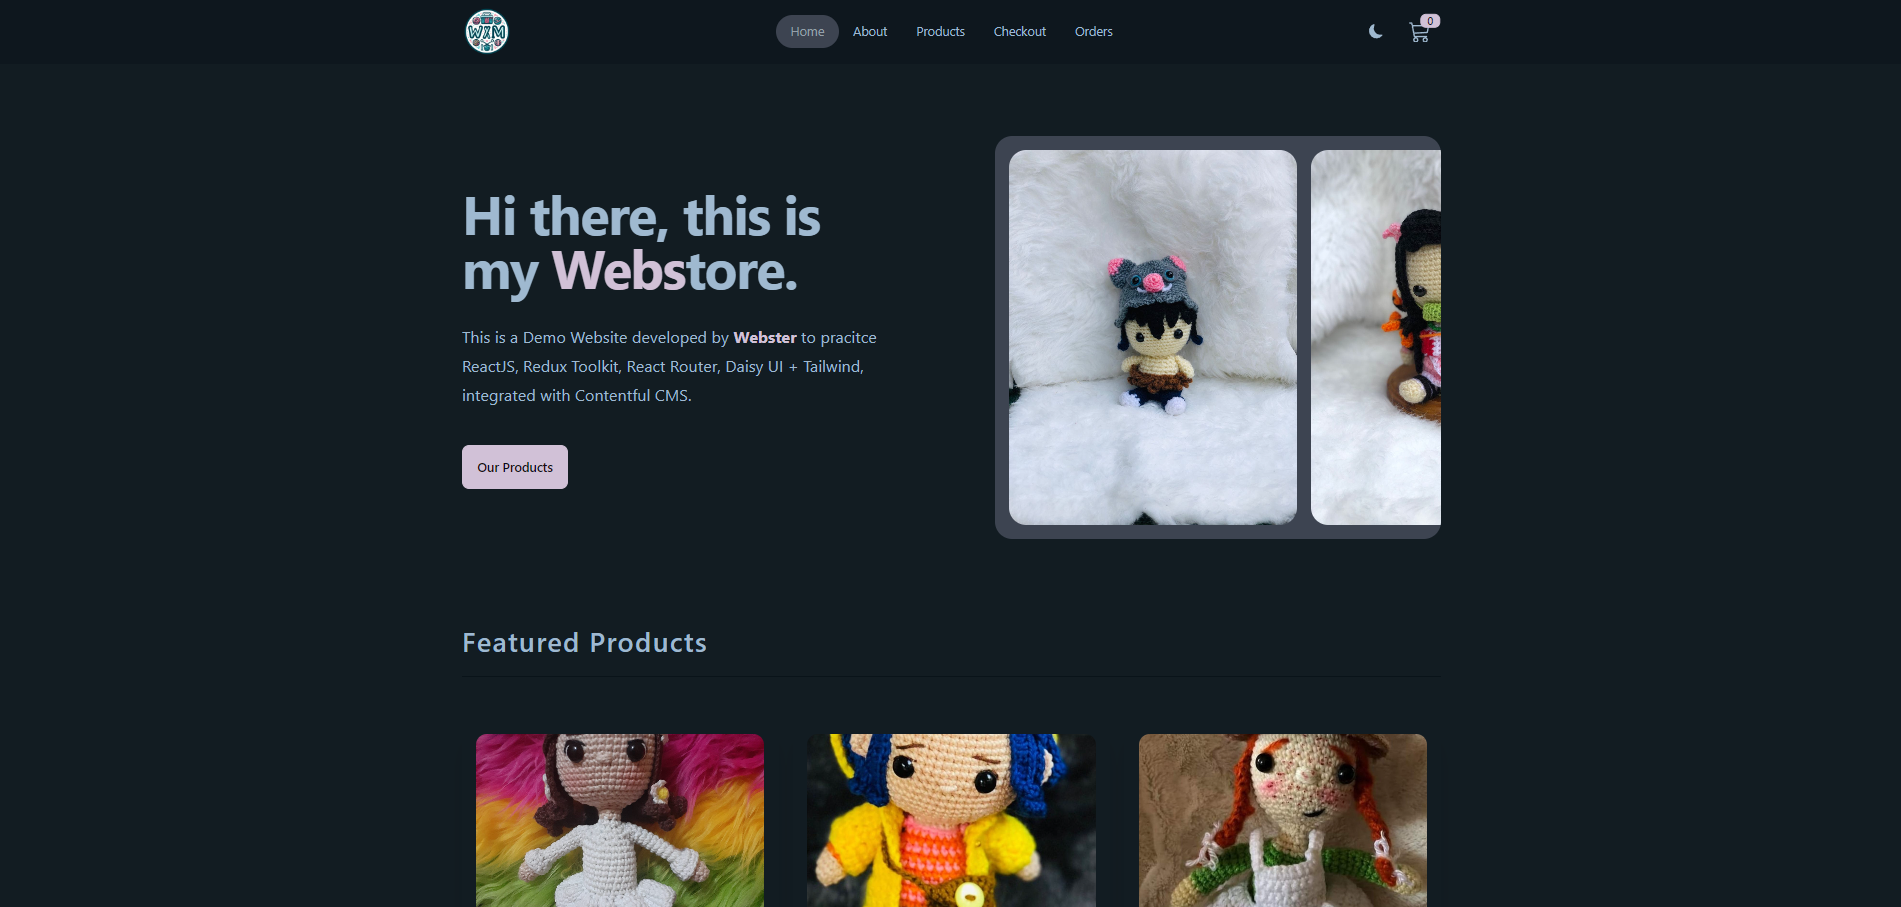 WXM
Home
About
Products
Checkout
Orders
0
Hi there, this is
my Webstore.
This is a Demo Website developed by Webster to pracitce
ReactJS, Redux Toolkit, React Router, Daisy UI + Tailwind,
integrated with Contentful CMS.
Our Products
Featured Products